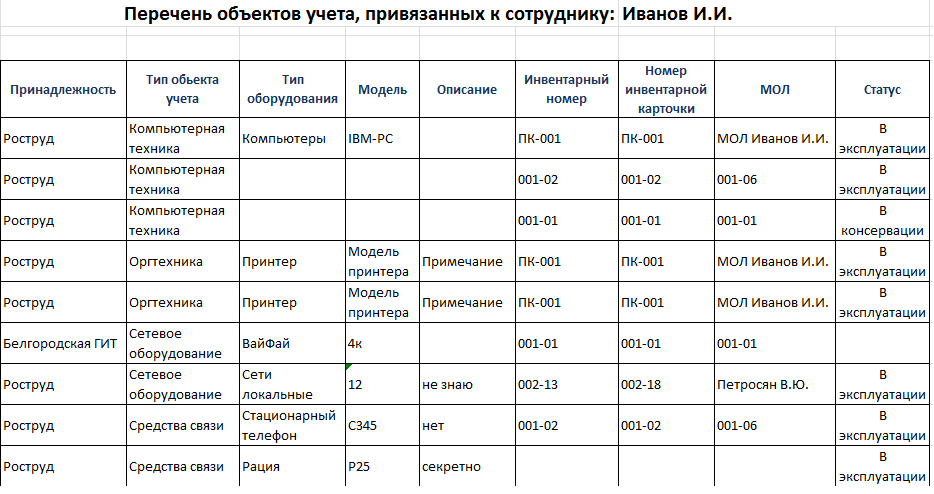 Перечень объектов учета, привязанных к сотруднику: Иванов И.И.
Принадлежность Тип обьекта учета Тип оборудования Модель Описание Инвентарный номер Номер инвентарной карточки МОЛ Статус
Роструд Компьютерная техника Компьютеры IBM-PC ПК-001 ПК-001 МОЛ Иванов И.И. В эксплуатации
Роструд Компьютерная техника 001-02 001-02 001-06 В эксплуатации
Роструд Компьютерная техника 001-01 001-01 001-01 В консервации
Роструд Оргтехника Принтер Модель принтера Примечание ПК-001 ПК-001 МОЛ Иванов И.И. В эксплуатации
Роструд Оргтехника Принтер Модель принтера Примечание ПК-001 ПК-001 МОЛ Иванов И.И. В эксплуатации
Белгородская ГИТ Сетевое оборудование ВайФай 4к 001-01 001-01 001-01
Роструд Сетевое оборудование Сети локальные 12 не знаю 002-13 002-18 Петросян В.Ю. В эксплуатации
Роструд Средства связи Стационарный телефон С345 нет 001-02 001-02 001-06 В эксплуатации
Роструд Средства связи Рация Р25 секретно В эксплуатации